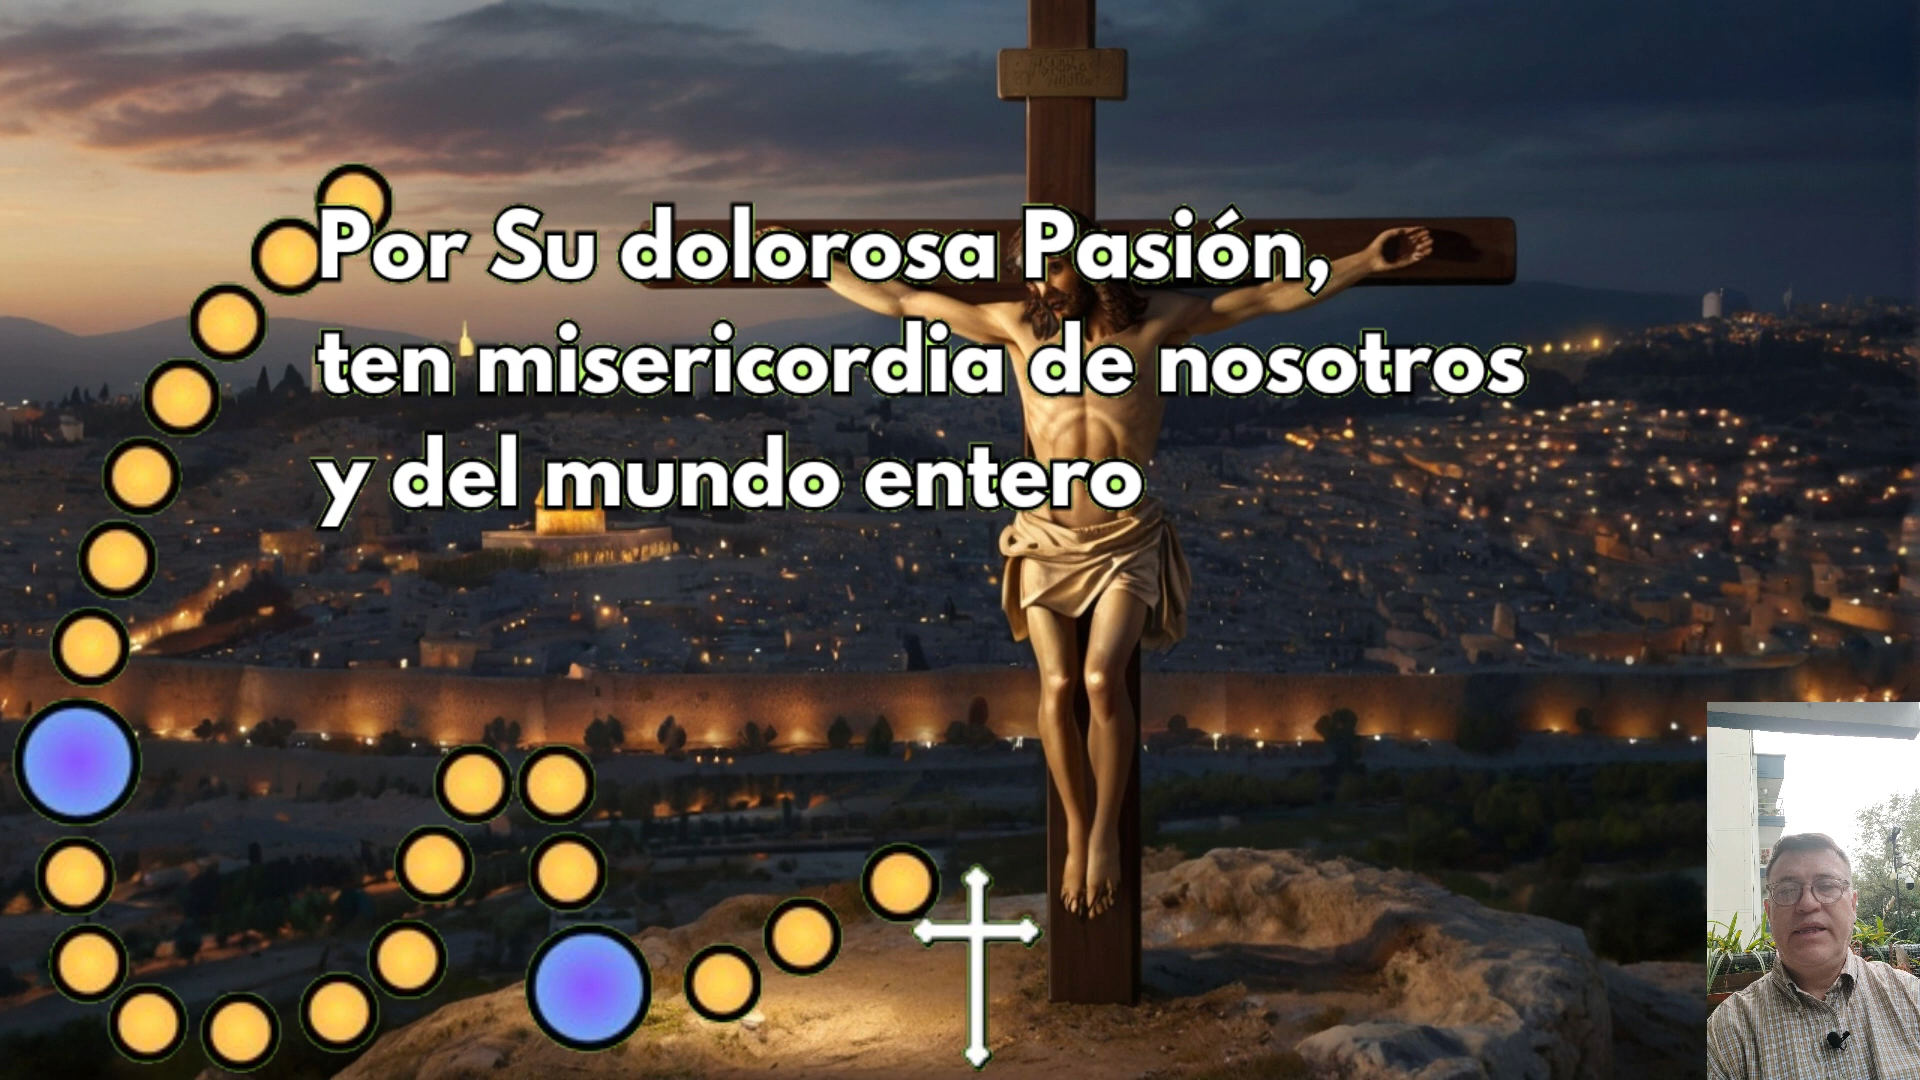 Por Su dolorosa Pasión,
ten misericordia de nosotros
y del mundo entero